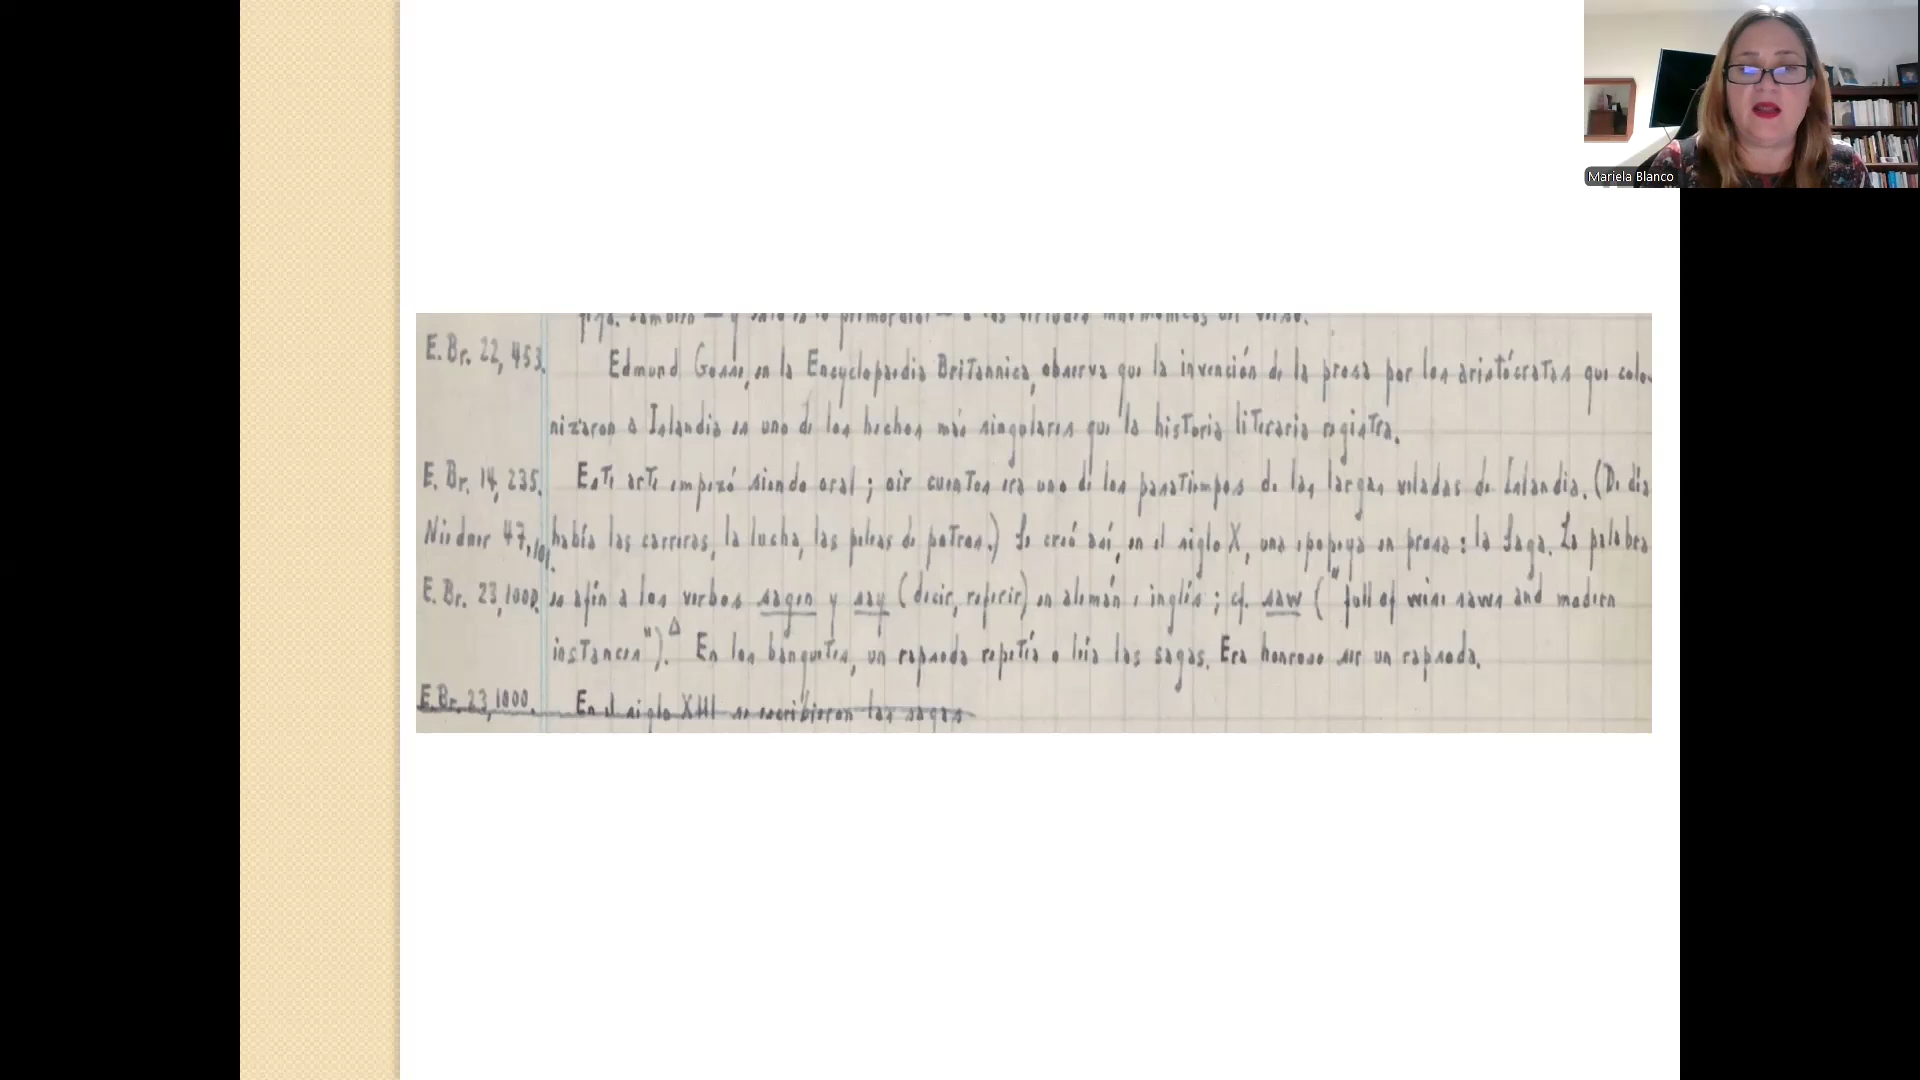 Mariela Blanco
E. Br. 22, 453. Edmund Gosse, en la Encyclopaedia Britannica, observa que la invención de la prosa por los aristócratas que colo-
nizaron a Islandia es uno de los hechos más singulares que la historia literaria registra.
E. Br. 14, 235. Este arte empezó siendo oral; oir cuentos era uno de los pasatiempos de las largas veladas de Islandia. (De día
Niedner 47, 101. había las carreras, la lucha, las peleas de potros.) Se creó así, en el siglo X, una epopeya en prosa: la Saga. La palabra
E. Br. 23, 1000. es afín a los verbos sagen y say (decir, referir) en alemán e inglés; cf. saw ("full of wise saws and modern
instances"). En los banquetes, un rapsoda repetía o leía las sagas. Era honroso ser un rapsoda.
E. Br. 23, 1000. En el siglo XIII se escribieron las sagas